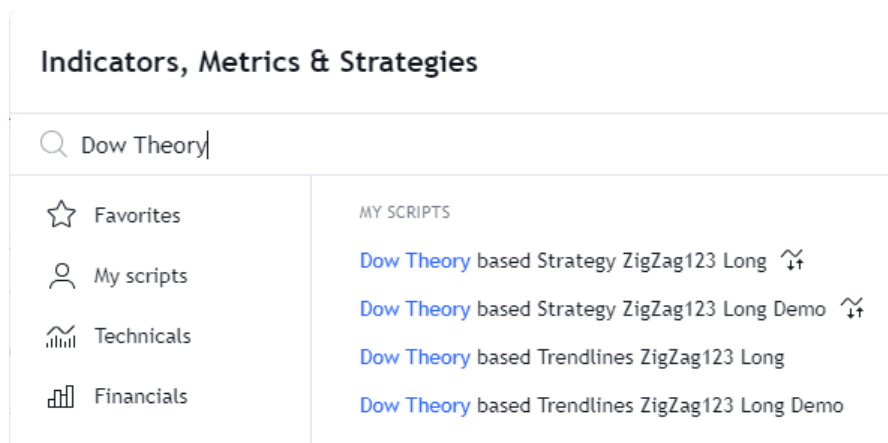 Indicators, Metrics & Strategies
Dow Theory
Favorites
My scripts
Technicals
Financials
MY SCRIPTS
Dow Theory based Strategy ZigZag123 Long
Dow Theory based Strategy ZigZag123 Long Demo
Dow Theory based Trendlines ZigZag123 Long
Dow Theory based Trendlines ZigZag123 Long Demo